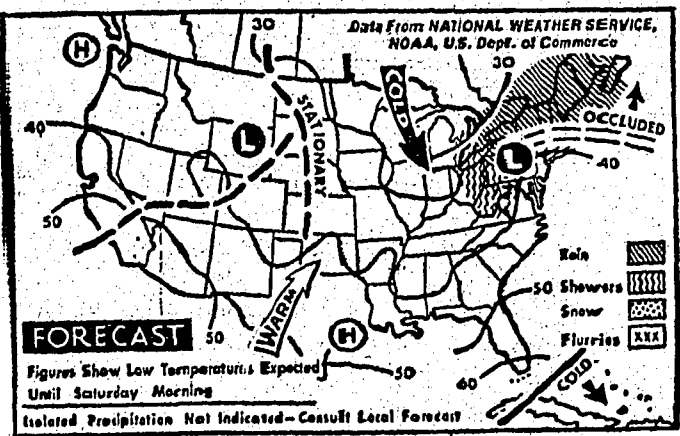 Data From NATIONAL WEATHER SERVICE,
NOAA, U.S. Dept. of Commerce
30
H
30
COLD
STATIONARY
OCCLUDED
40
L
L
40
50
Rain
50 Showers
Snow
Flurries XXX
WARM
H
50
50
60
COLD
FORECAST
Figures Show Low Temperatures Expected
Until Saturday Morning
Isolated Precipitation Not Indicated-Consult Local Forecast